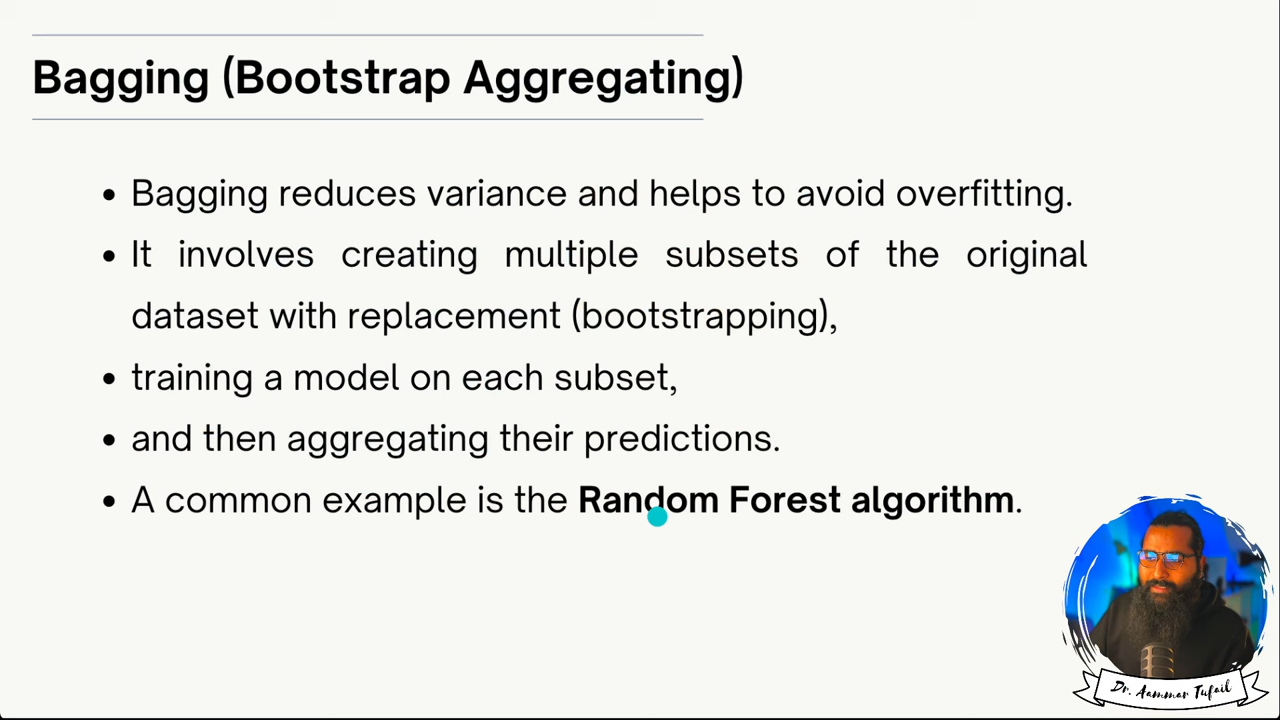 Bagging (Bootstrap Aggregating)
• Bagging reduces variance and helps to avoid overfitting.
• It involves creating multiple subsets of the original
dataset with replacement (bootstrapping),
• training a model on each subset,
• and then aggregating their predictions.
• A common example is the Random Forest algorithm.
Dr. Aammar Tufail